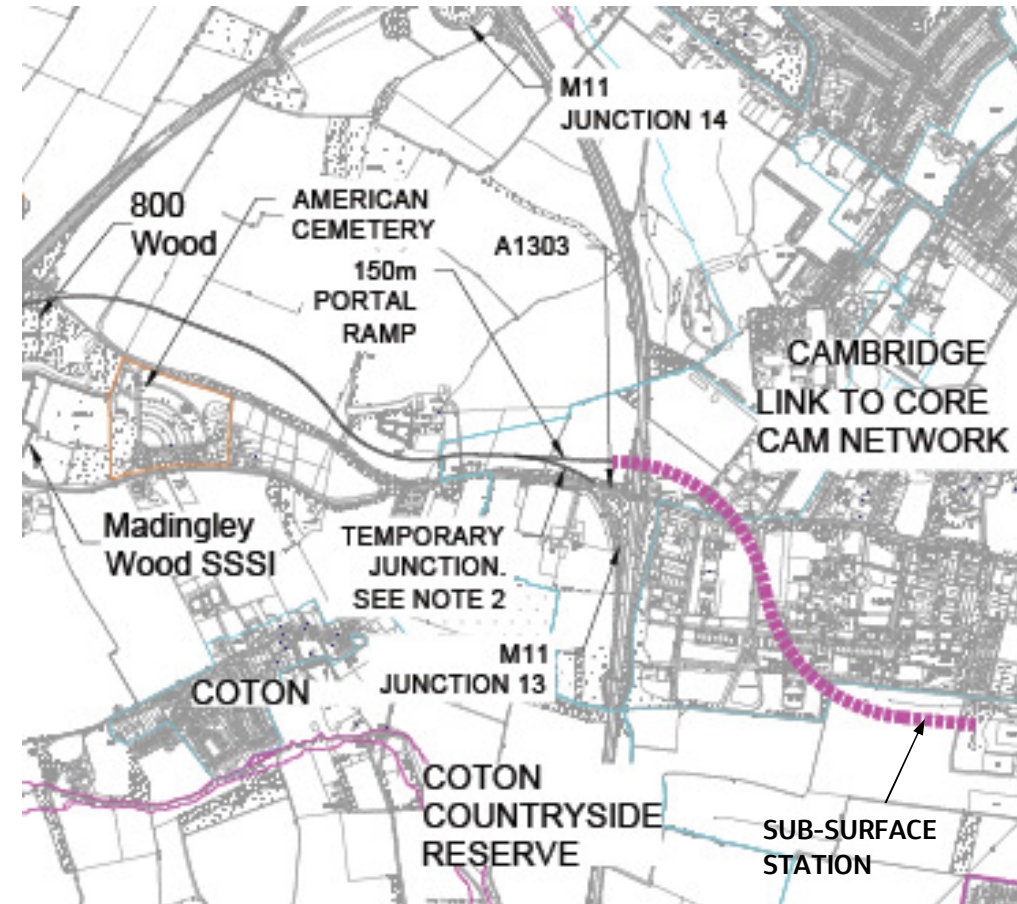 M11
JUNCTION 14
800
Wood
AMERICAN
CEMETERY
A1303
150m
PORTAL
RAMP
CAMBRIDGE
LINK TO CORE
CAM NETWORK
Madingley
Wood SSSI
TEMPORARY
JUNCTION.
SEE NOTE 2
M11
JUNCTION 13
COTON
COTON
COUNTRYSIDE
RESERVE
SUB-SURFACE
STATION